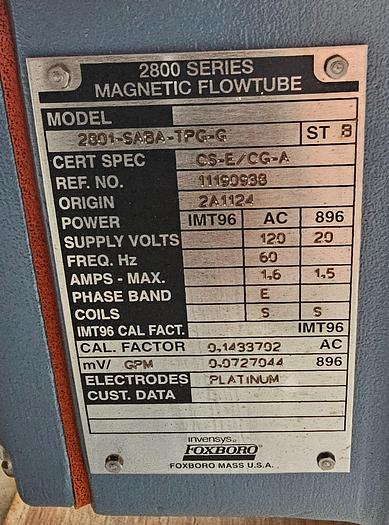 2800 SERIES
MAGNETIC FLOWTUBE
MODEL
2801-SABA-TPG-G ST B
CERT SPEC CS-E/CG-A
REF. NO. 11190938
ORIGIN 2A1124
POWER IMT96 AC 896
SUPPLY VOLTS 120 20
FREQ. Hz 60
AMPS - MAX. 1.6 1.5
PHASE BAND E
COILS S S
IMT96 CAL FACT. IMT96
CAL. FACTOR 0.1433702 AC
mV/ GPM 0.0727044 896
ELECTRODES PLATINUM
CUST. DATA
invensys
FOXBORO
FOXBORO MASS U.S.A.